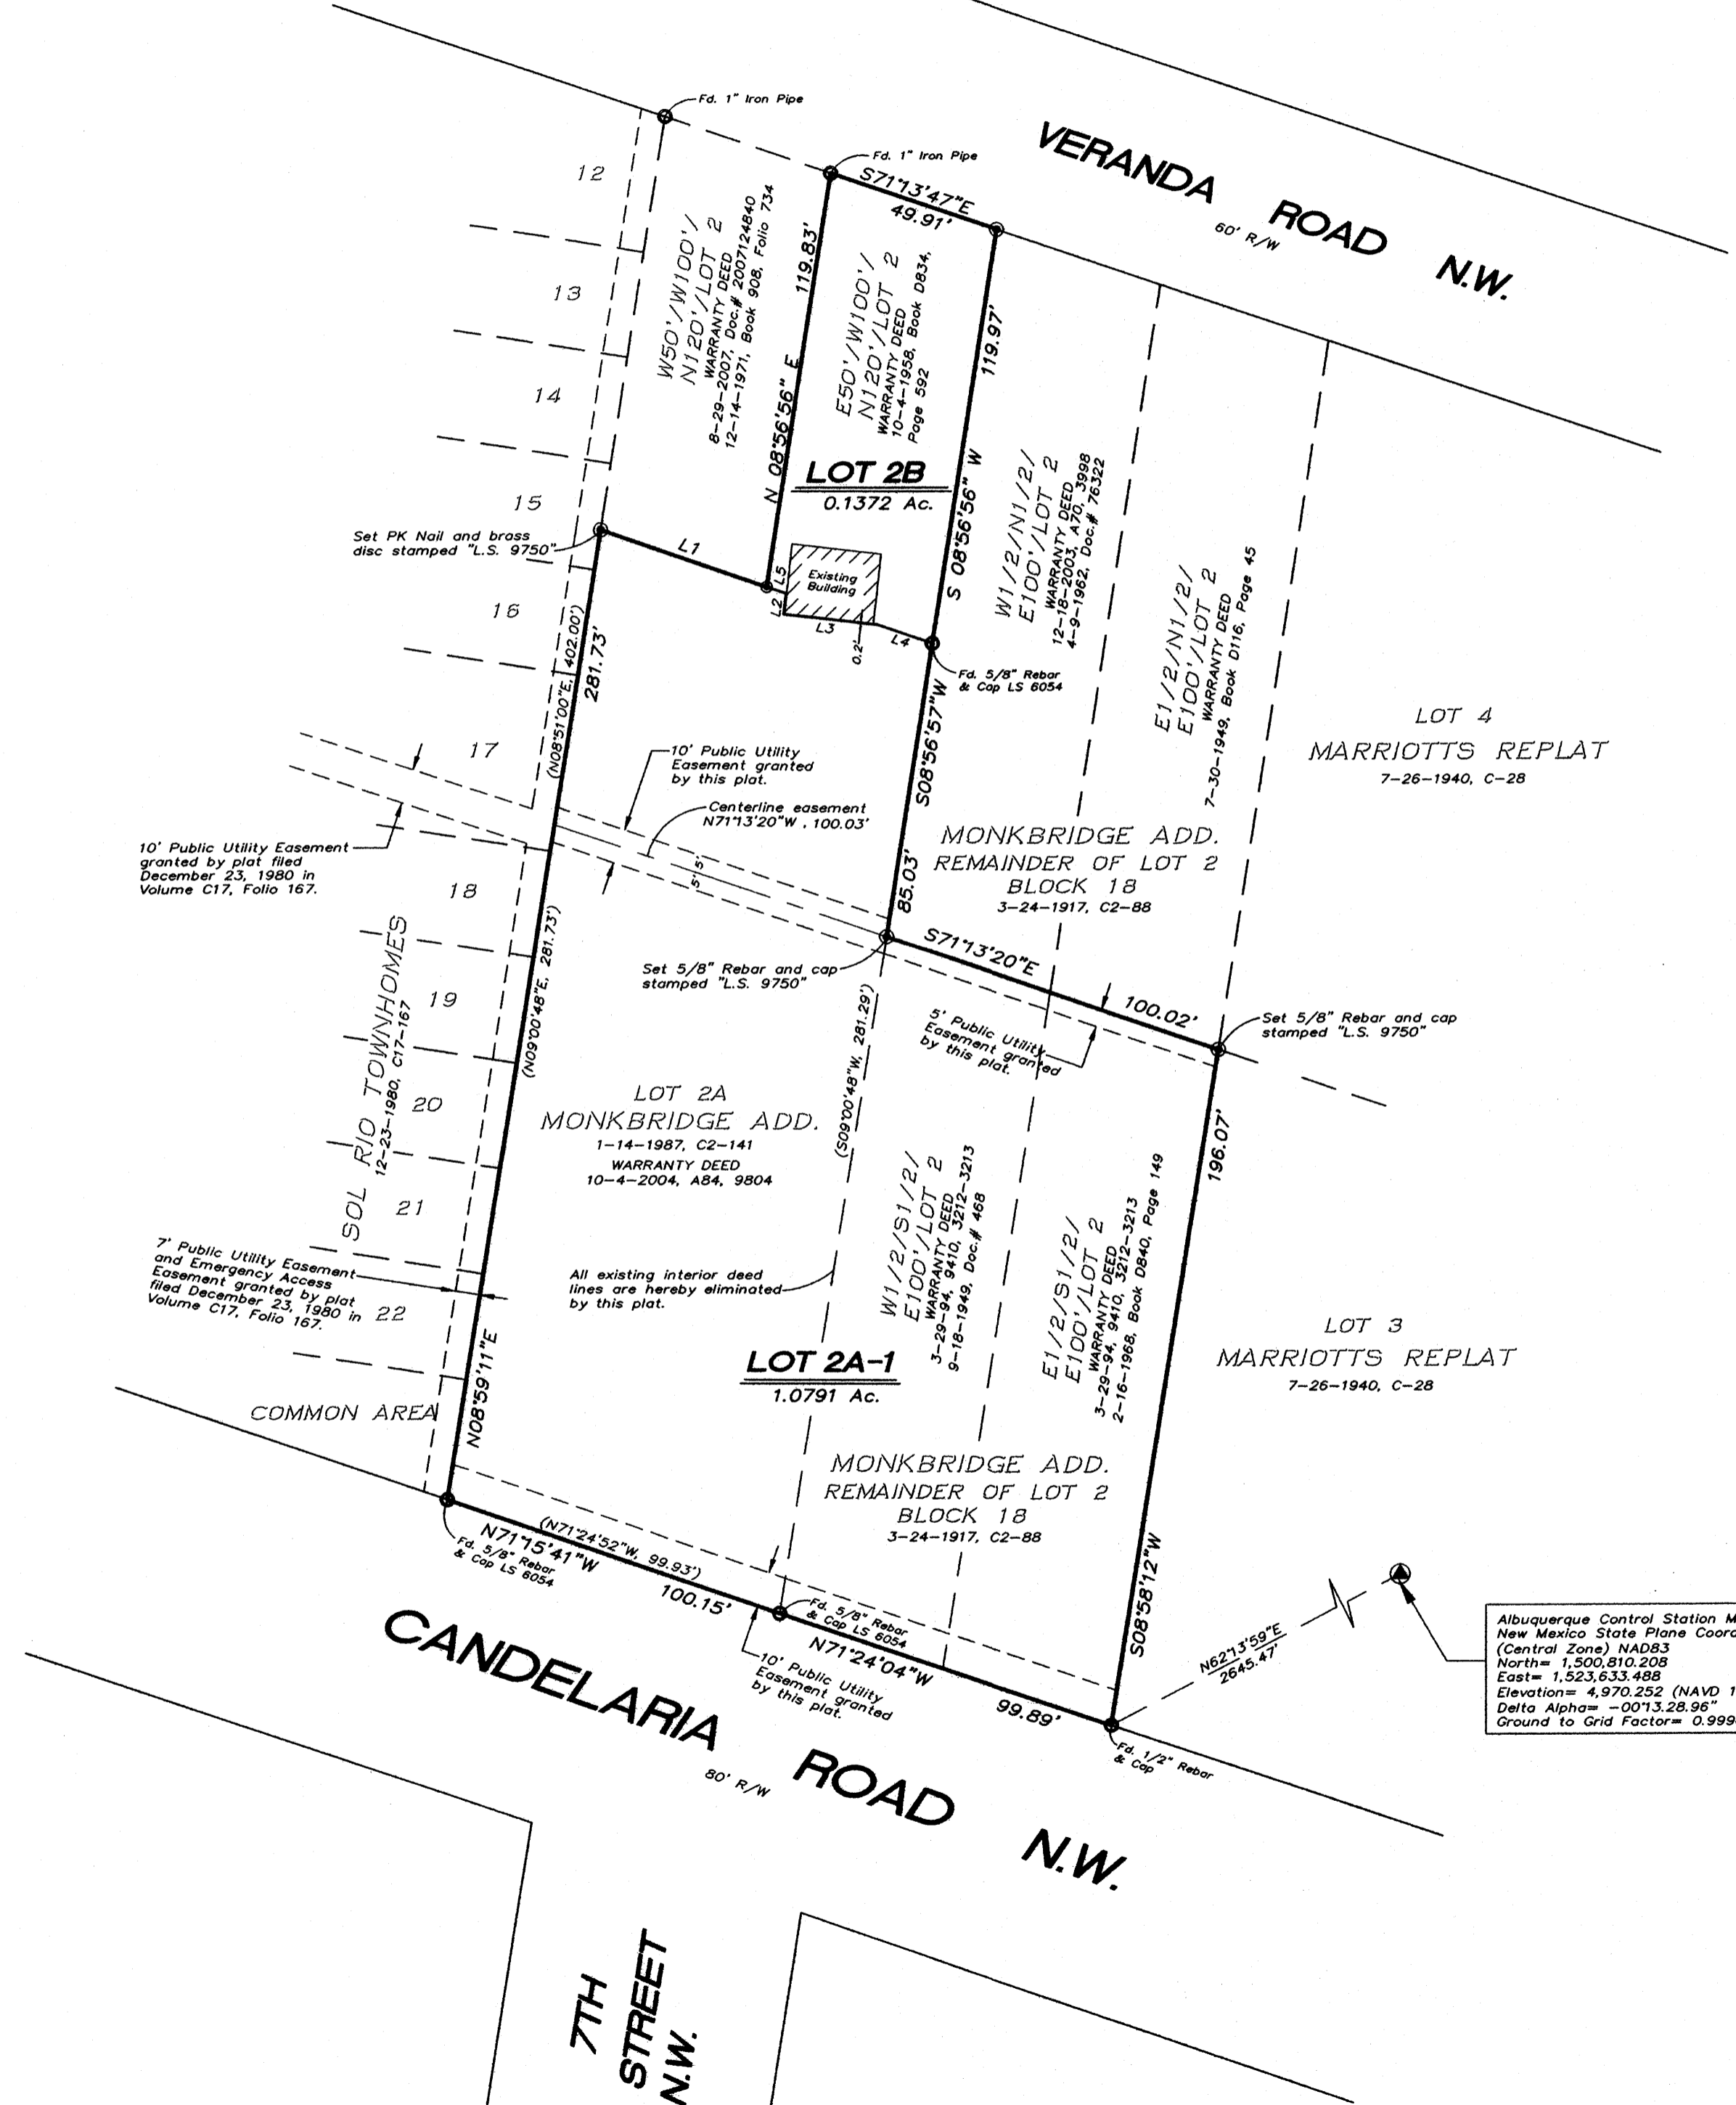 Fd. 1" Iron Pipe
Fd. 1" Iron Pipe
VERANDA ROAD N.W.
60' R/W
S71°13'47"E
49.91'
12
13
14
15
16
17
18
19
20
21
22
W50'/W100'/
N120'/LOT 2
WARRANTY DEED
8-29-2007, Doc.# 2007124840
12-14-1971, Book 908, Folio 734
119.83'
N 08°56'56" E
E50'/W100'/
N120'/LOT 2
WARRANTY DEED
10-4-1958, Book D834,
Page 592
119.97'
S 08°56'56" W
LOT 2B
0.1372 Ac.
W1/2/N1/2/
E100'/LOT 2
WARRANTY DEED
12-18-2003, A70, 3998
4-9-1962, Doc.# 76322
E1/2/N1/2/
E100'/LOT 2
WARRANTY DEED
7-30-1949, Book D116, Page 45
Set PK Nail and brass
disc stamped "L.S. 9750"
L1
L5
L2
Existing
Building
L3
0.2'
L4
Fd. 5/8" Rebar
& Cap LS 6054
(N08°51'00"E, 402.00')
281.73'
S08°56'57"W
85.03'
LOT 4
MARRIOTTS REPLAT
7-26-1940, C-28
10' Public Utility
Easement granted
by this plat.
Centerline easement
N71°13'20"W , 100.03'
5'
5'
10' Public Utility Easement
granted by plat filed
December 23, 1980 in
Volume C17, Folio 167.
MONKBRIDGE ADD.
REMAINDER OF LOT 2
BLOCK 18
3-24-1917, C2-88
S71°13'20"E
100.02'
Set 5/8" Rebar and cap
stamped "L.S. 9750"
Set 5/8" Rebar and cap
stamped "L.S. 9750"
5' Public Utility
Easement granted
by this plat.
SOL RIO TOWNHOMES
12-23-1980, C17-167
(N09°00'48"E, 281.73')
(S09°00'48"W, 281.29')
LOT 2A
MONKBRIDGE ADD.
1-14-1987, C2-141
WARRANTY DEED
10-4-2004, A84, 9804
196.07'
W1/2/S1/2/
E100'/LOT 2
WARRANTY DEED
3-29-94, 9410, 3212-3213
9-18-1949, Doc.# 468
E1/2/S1/2/
E100'/LOT 2
WARRANTY DEED
3-29-94, 9410, 3212-3213
2-16-1968, Book D840, Page 149
7' Public Utility Easement
and Emergency Access
Easement granted by plat
filed December 23, 1980 in
Volume C17, Folio 167.
All existing interior deed
lines are hereby eliminated
by this plat.
LOT 2A-1
1.0791 Ac.
LOT 3
MARRIOTTS REPLAT
7-26-1940, C-28
COMMON AREA
N08°59'11"E
MONKBRIDGE ADD.
REMAINDER OF LOT 2
BLOCK 18
3-24-1917, C2-88
S08°58'12"W
(N71°24'52"W, 99.93')
N71°15'41"W
100.15'
Fd. 5/8" Rebar
& Cap LS 6054
Fd. 5/8" Rebar
& Cap LS 6054
N71°24'04"W
99.89'
10' Public Utility
Easement granted
by this plat.
Fd. 1/2" Rebar
& Cap
N62°13'59"E
2645.47'
Albuquerque Control Station M
New Mexico State Plane Coord
(Central Zone) NAD83
North= 1,500,810.208
East= 1,523,633.488
Elevation= 4,970.252 (NAVD 1
Delta Alpha= -00°13.28.96"
Ground to Grid Factor= 0.999
CANDELARIA ROAD N.W.
80' R/W
7TH
STREET
N.W.